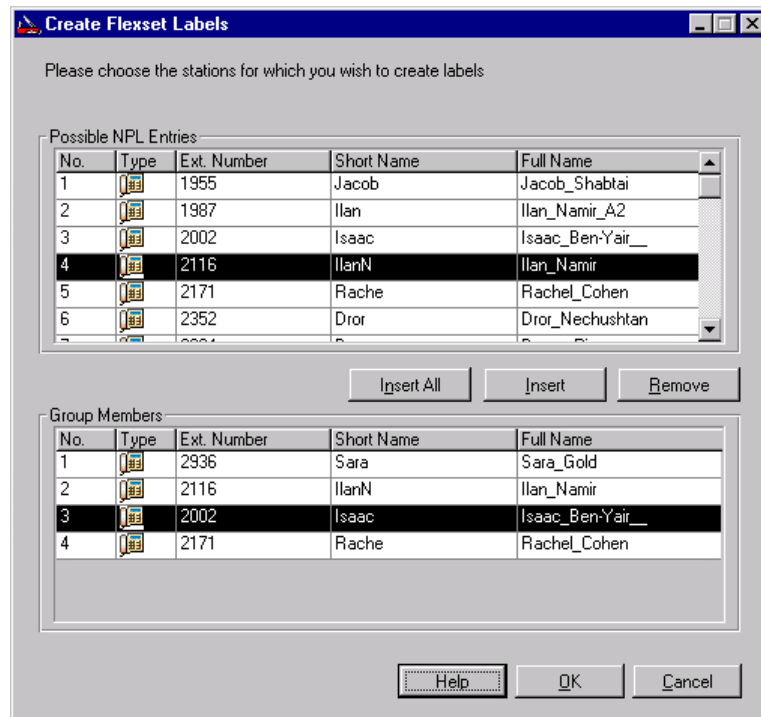 Create Flexset Labels
Please choose the stations for which you wish to create labels
Possible NPL Entries
No. Type Ext. Number Short Name Full Name
1 1955 Jacob Jacob_Shabtai
2 1987 Ilan Ilan_Namir_A2
3 2002 Isaac Isaac_Ben-Yair__
4 2116 IlanN Ilan_Namir
5 2171 Rache Rachel_Cohen
6 2352 Dror Dror_Nechushtan
Insert All Insert Remove
Group Members
No. Type Ext. Number Short Name Full Name
1 2936 Sara Sara_Gold
2 2116 IlanN Ilan_Namir
3 2002 Isaac Isaac_Ben-Yair__
4 2171 Rache Rachel_Cohen
Help OK Cancel